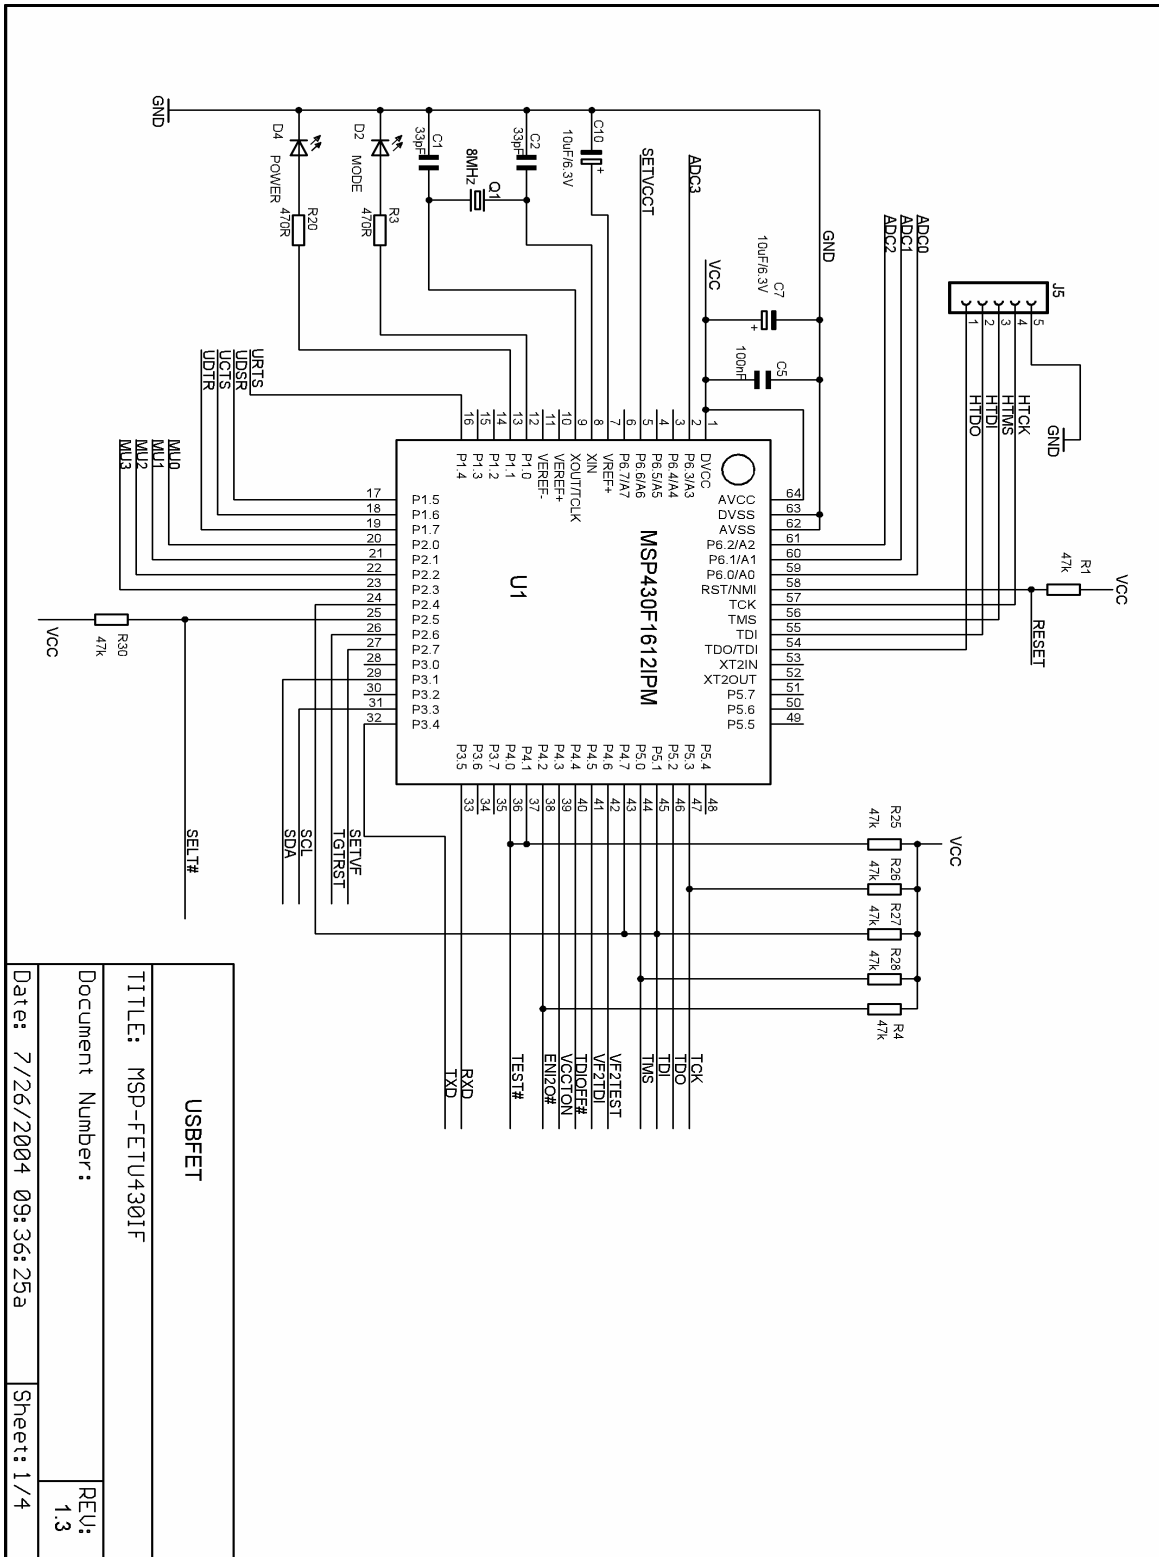 GND
D4
POWER
R20
470R
D2
MODE
R3
470R
C1
33pF
8MHz
Q1
C2
33pF
C10
10uF/6.3V
+
SETVCCT
ADC3
VCC
C7
10uF/6.3V
+
C5
100nF
GND
ADC0
ADC1
ADC2
J5
1
2
3
4
5
HTCK
HTMS
HTDI
HTDO
GND
R1
47k
VCC
RESET
URTS
UDSR
UCTS
UDTR
MU0
MU1
MU2
MU3
16
15
14
13
12
11
10
9
8
7
6
5
4
3
2
1
P1.4
P1.3
P1.2
P1.1
P1.0
VEREF-
VEREF+
XOUT/TCLK
XIN
VREF+
P6.7/A7
P6.6/A6
P6.5/A5
P6.4/A4
P6.3/A3
DVCC
17 P1.5
18 P1.6
19 P1.7
20 P2.0
21 P2.1
22 P2.2
23 P2.3
24 P2.4
25 P2.5
26 P2.6
27 P2.7
28 P3.0
29 P3.1
30 P3.2
31 P3.3
32 P3.4
U1
MSP430F1612IPM
AVCC 64
DVSS 63
AVSS 62
P6.2/A2 61
P6.1/A1 60
P6.0/A0 59
RST/NMI 58
TCK 57
TMS 56
TDI 55
TDO/TDI 54
XT2IN 53
XT2OUT 52
P5.7 51
P5.6 50
P5.5 49
P3.5
P3.6
P3.7
P4.0
P4.1
P4.2
P4.3
P4.4
P4.5
P4.6
P4.7
P5.0
P5.1
P5.2
P5.3
P5.4
33
34
35
36
37
38
39
40
41
42
43
44
45
46
47
48
VCC
R30
47k
SELT#
SETVF
TGTRST
SCL
SDA
R25
47k
R26
47k
R27
47k
R28
47k
R4
47k
VCC
TCK
TDO
TDI
TMS
VF2TEST
VF2TDI
TDIOFF#
VCCTON
ENI2O#
TEST#
RXD
TXD
USBFET
TITLE: MSP-FETU430IF
Document Number:
REV:
1.3
Date: 7/26/2004 09:36:25a
Sheet: 1/4